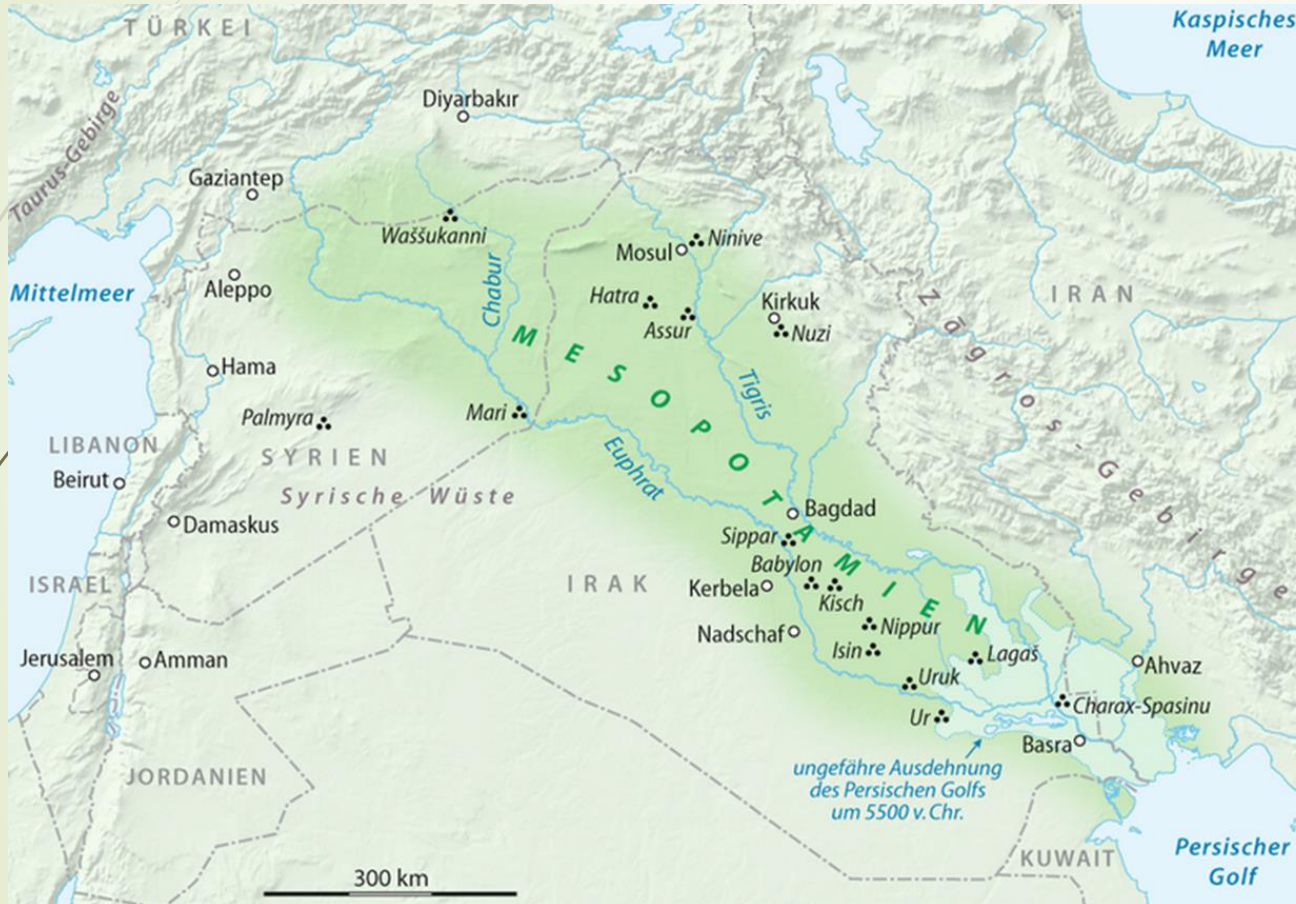 Kaspisches
Meer
TÜRKEI
Diyarbakır
Taurus-Gebirge
Gaziantep
Waššukanni
Mosul
Ninive
Mittelmeer
Aleppo
Chabur
Hatra
Assur
Kirkuk
Nuzi
IRAN
Zagros-Gebirge
MESOPOTAMIEN
Hama
Tigris
Palmyra
Mari
LIBANON
SYRIEN
Euphrat
Beirut
Syrische Wüste
Bagdad
Damaskus
Sippar
Babylon
ISRAEL
IRAK
Kerbela
Kisch
Nadschaf
Nippur
Isin
Lagaš
Jerusalem
Amman
Ahvaz
Uruk
Charax-Spasinu
Ur
Basra
ungefähre Ausdehnung
des Persischen Golfs
um 5500 v. Chr.
JORDANIEN
KUWAIT
Persischer
Golf
300 km